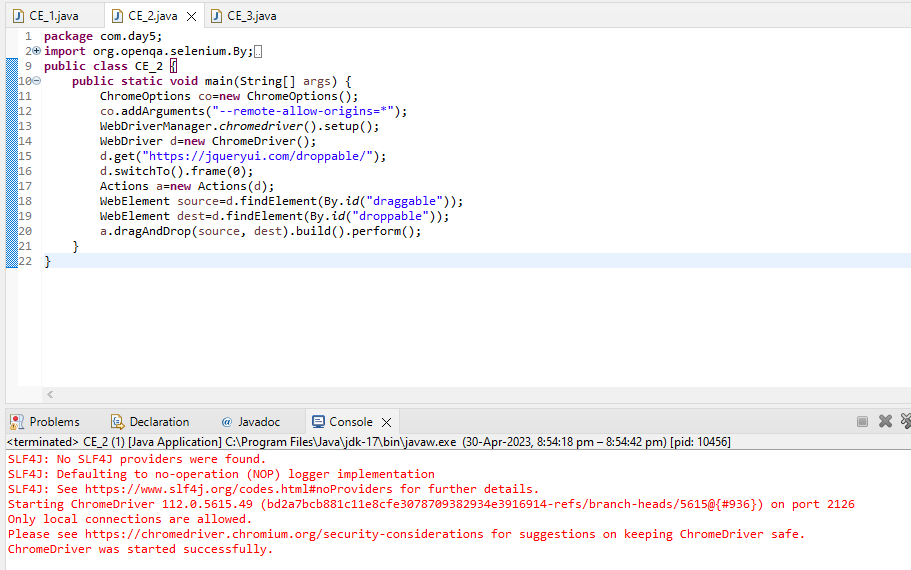 CE_1.java CE_2.java CE_3.java
1 package com.day5;
2 import org.openqa.selenium.By;
9 public class CE_2 {
10 public static void main(String[] args) {
11 ChromeOptions co=new ChromeOptions();
12 co.addArguments("--remote-allow-origins=*");
13 WebDriverManager.chromedriver().setup();
14 WebDriver d=new ChromeDriver();
15 d.get("https://jqueryui.com/droppable/");
16 d.switchTo().frame(0);
17 Actions a=new Actions(d);
18 WebElement source=d.findElement(By.id("draggable"));
19 WebElement dest=d.findElement(By.id("droppable"));
20 a.dragAndDrop(source, dest).build().perform();
21 }
22 }
Problems Declaration @ Javadoc Console
<terminated> CE_2 (1) [Java Application] C:\Program Files\Java\jdk-17\bin\javaw.exe (30-Apr-2023, 8:54:18 pm – 8:54:42 pm) [pid: 10456]
SLF4J: No SLF4J providers were found.
SLF4J: Defaulting to no-operation (NOP) logger implementation
SLF4J: See https://www.slf4j.org/codes.html#noProviders for further details.
Starting ChromeDriver 112.0.5615.49 (bd2a7bcb881c11e8cfe3078709382934e3916914-refs/branch-heads/5615@{#936}) on port 2126
Only local connections are allowed.
Please see https://chromedriver.chromium.org/security-considerations for suggestions on keeping ChromeDriver safe.
ChromeDriver was started successfully.